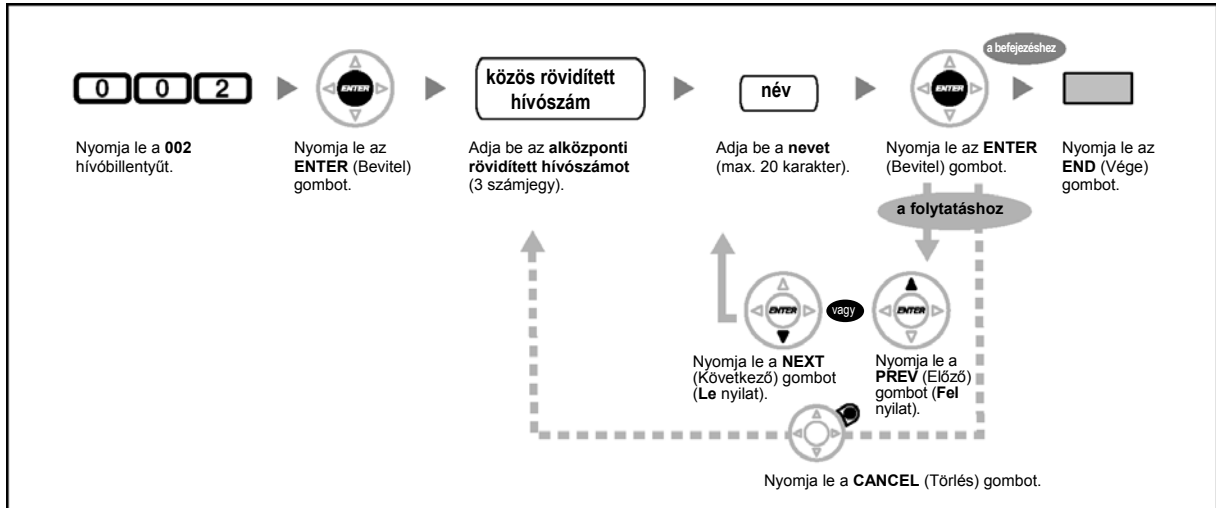 a befejezéshez
0 0 2
ENTER
közös rövidített
hívószám
név
ENTER
Nyomja le a 002
hívóbillentyűt.
Nyomja le az
ENTER (Bevitel)
gombot.
Adja be az alközponti
rövidített hívószámot
(3 számjegy).
Adja be a nevet
(max. 20 karakter).
Nyomja le az ENTER
(Bevitel) gombot.
Nyomja le az
END (Vége)
gombot.
a folytatáshoz
ENTER
vagy
ENTER
Nyomja le a NEXT
(Következő) gombot
(Le nyilat).
Nyomja le a
PREV (Előző)
gombot (Fel
nyilat).
Nyomja le a CANCEL (Törlés) gombot.